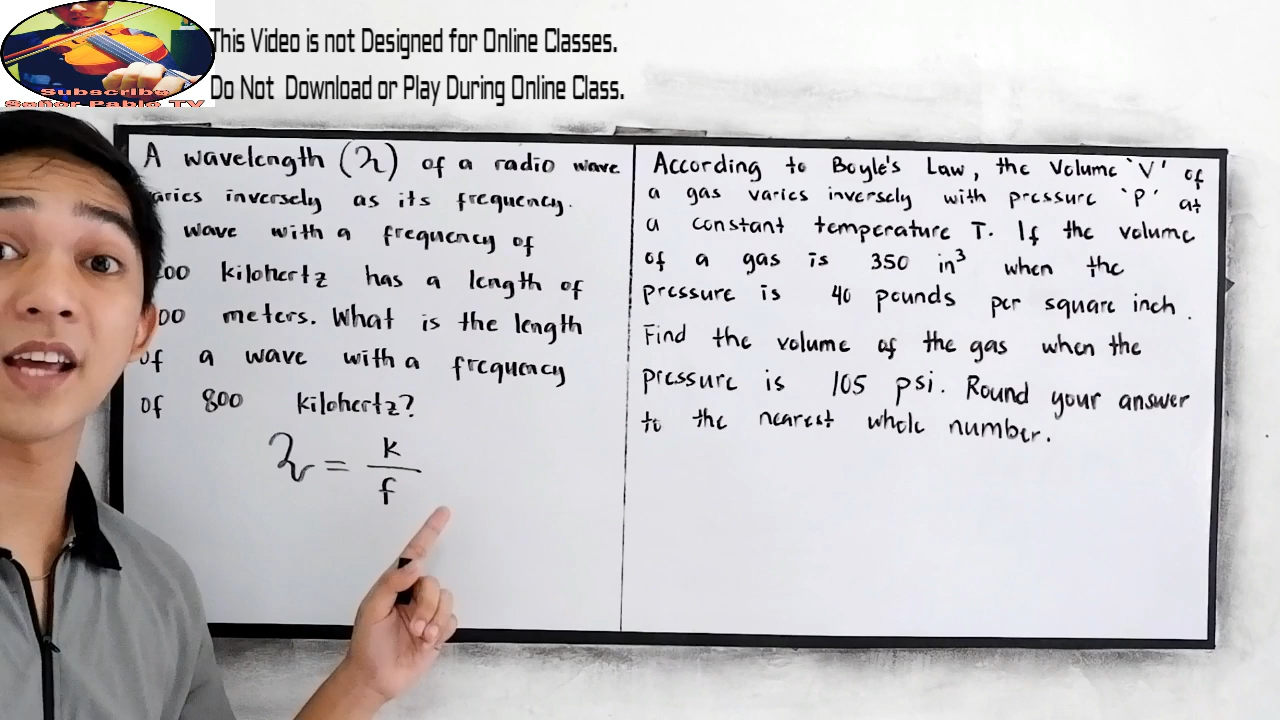 This Video is not Designed for Online Classes.
Do Not Download or Play During Online Class.
Subscribe
Señor Pablo TV
A wavelength (λ) of a radio wave
varies inversely as its frequency.
wave with a frequency of
kilohertz has a length of
meters. What is the length
of a wave with a frequency
of 800 kilohertz?
λ = k
f
According to Boyle's Law, the Volume 'V' of
a gas varies inversely with pressure 'P' at
a constant temperature T. If the volume
of a gas is 350 in³ when the
pressure is 40 pounds per square inch.
Find the volume of the gas when the
pressure is 105 psi. Round your answer
to the nearest whole number.